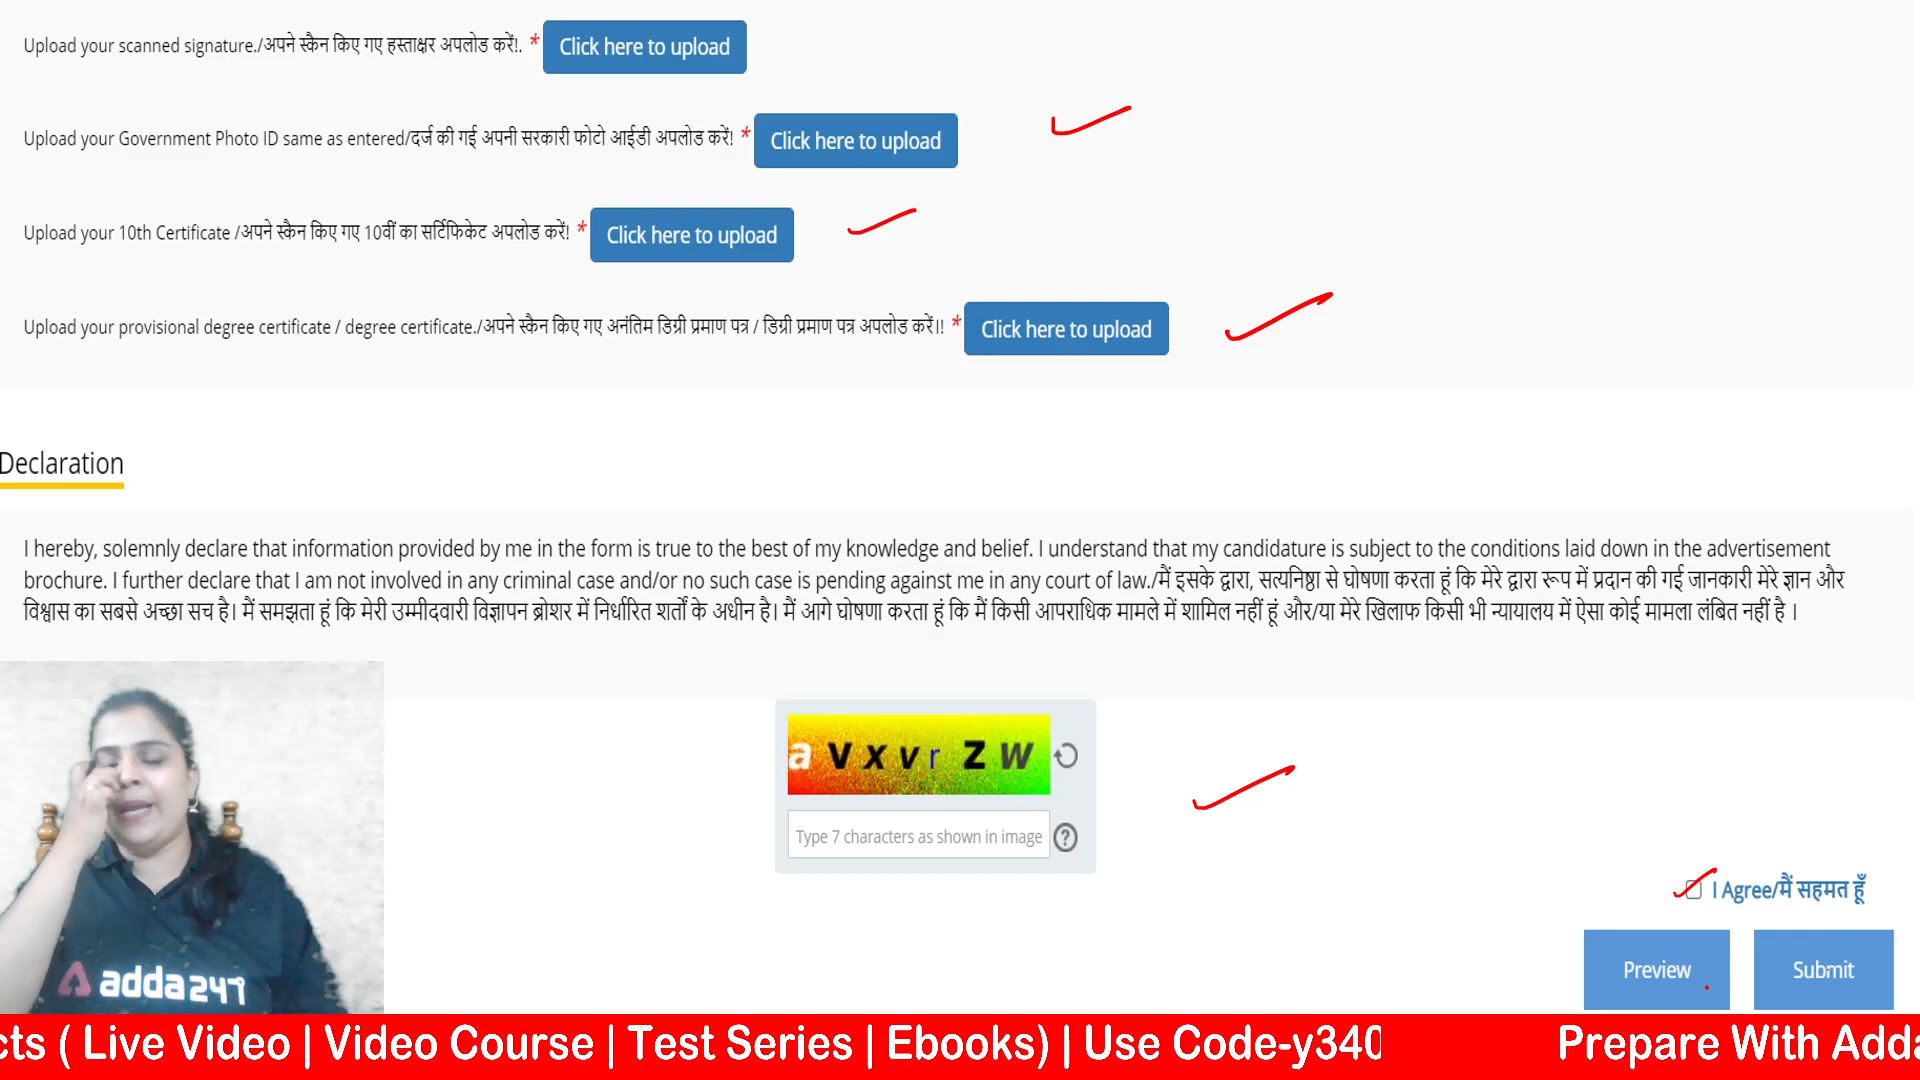 Upload your scanned signature./अपने स्कैन किए गए हस्ताक्षर अपलोड करें!. * Click here to upload
Upload your Government Photo ID same as entered/दर्ज की गई अपनी सरकारी फोटो आईडी अपलोड करें! * Click here to upload
Upload your 10th Certificate /अपने स्कैन किए गए 10वीं का सर्टिफिकेट अपलोड करें! * Click here to upload
Upload your provisional degree certificate / degree certificate./अपने स्कैन किए गए अनंतिम डिग्री प्रमाण पत्र / डिग्री प्रमाण पत्र अपलोड करें!! * Click here to upload
Declaration
I hereby, solemnly declare that information provided by me in the form is true to the best of my knowledge and belief. I understand that my candidature is subject to the conditions laid down in the advertisement
brochure. I further declare that I am not involved in any criminal case and/or no such case is pending against me in any court of law./मैं इसके द्वारा, सत्यनिष्ठा से घोषणा करता हूं कि मेरे द्वारा रूप में प्रदान की गई जानकारी मेरे ज्ञान और
विश्वास का सबसे अच्छा सच है। मैं समझता हूं कि मेरी उम्मीदवारी विज्ञापन ब्रोशर में निर्धारित शर्तों के अधीन है। मैं आगे घोषणा करता हूं कि मैं किसी आपराधिक मामले में शामिल नहीं हूं और/या मेरे खिलाफ किसी भी न्यायालय में ऐसा कोई मामला लंबित नहीं है ।
a V x v r Z W
Type 7 characters as shown in image
I Agree/मैं सहमत हूँ
Preview Submit
adda247
cts ( Live Video | Video Course | Test Series | Ebooks) | Use Code-y340 Prepare With Adda